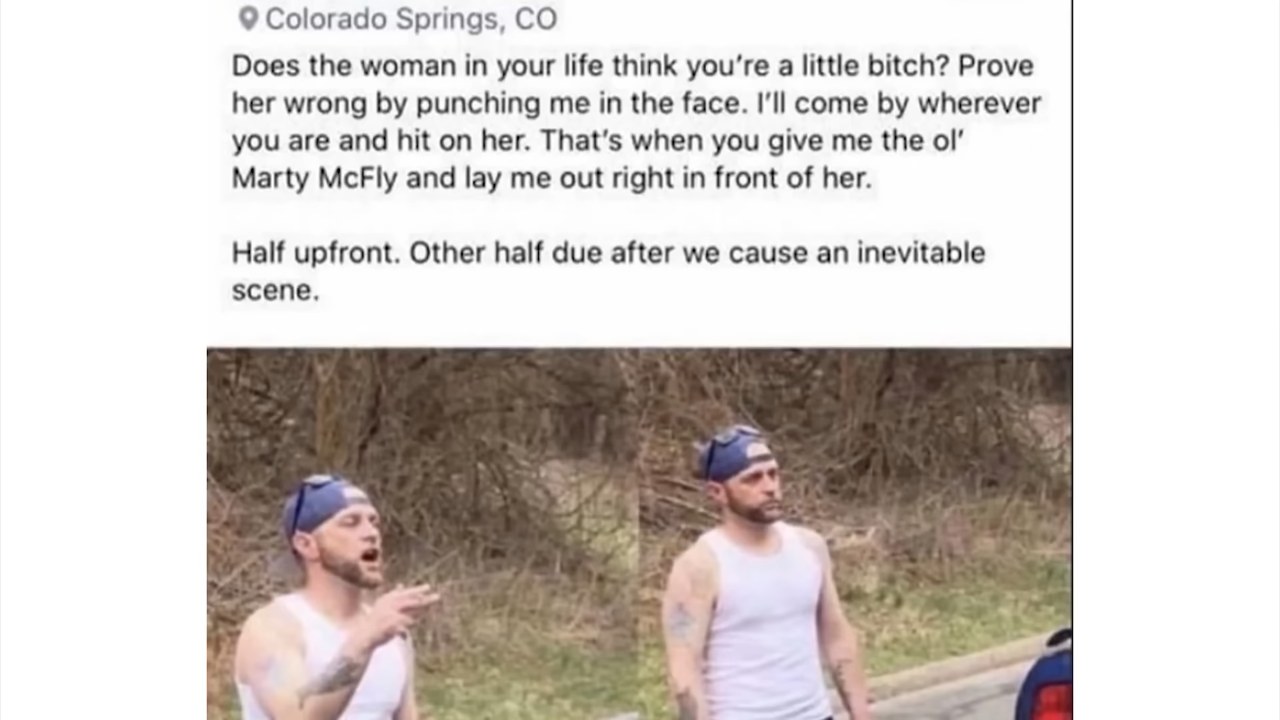 Colorado Springs, CO
Does the woman in your life think you’re a little bitch? Prove
her wrong by punching me in the face. I’ll come by wherever
you are and hit on her. That’s when you give me the ol’
Marty McFly and lay me out right in front of her.
Half upfront. Other half due after we cause an inevitable
scene.